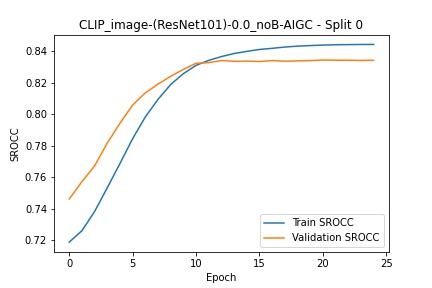 CLIP_image-(ResNet101)-0.0_noB-AIGC - Split 0
SROCC
0.84
0.82
0.80
0.78
0.76
0.74
0.72
Train SROCC
Validation SROCC
0 5 10 15 20 25
Epoch